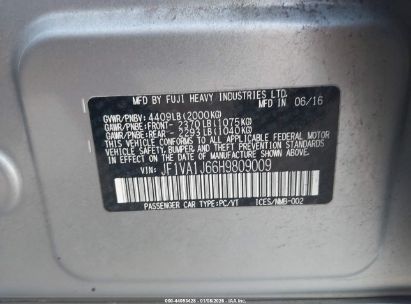 MFD BY FUJI HEAVY INDUSTRIES LTD.
MFD IN 06/16
GVWR/PNBV: 4409LB(2000KG)
GAWR/PNBE: FRONT- 2370LB(1075KG)
GAWR/PNBE: REAR- 2293LB(1040KG)
THIS VEHICLE CONFORMS TO ALL APPLICABLE FEDERAL MOTOR
VEHICLE SAFETY, BUMPER, AND THEFT PREVENTION
STANDARDS IN EFFECT ON THE
DATE OF MANUFACTURE SHOWN ABOVE.
VIN: JF1VA1J66H9809009
PASSENGER CAR TYPE: PC/VT ICES/NMB-002